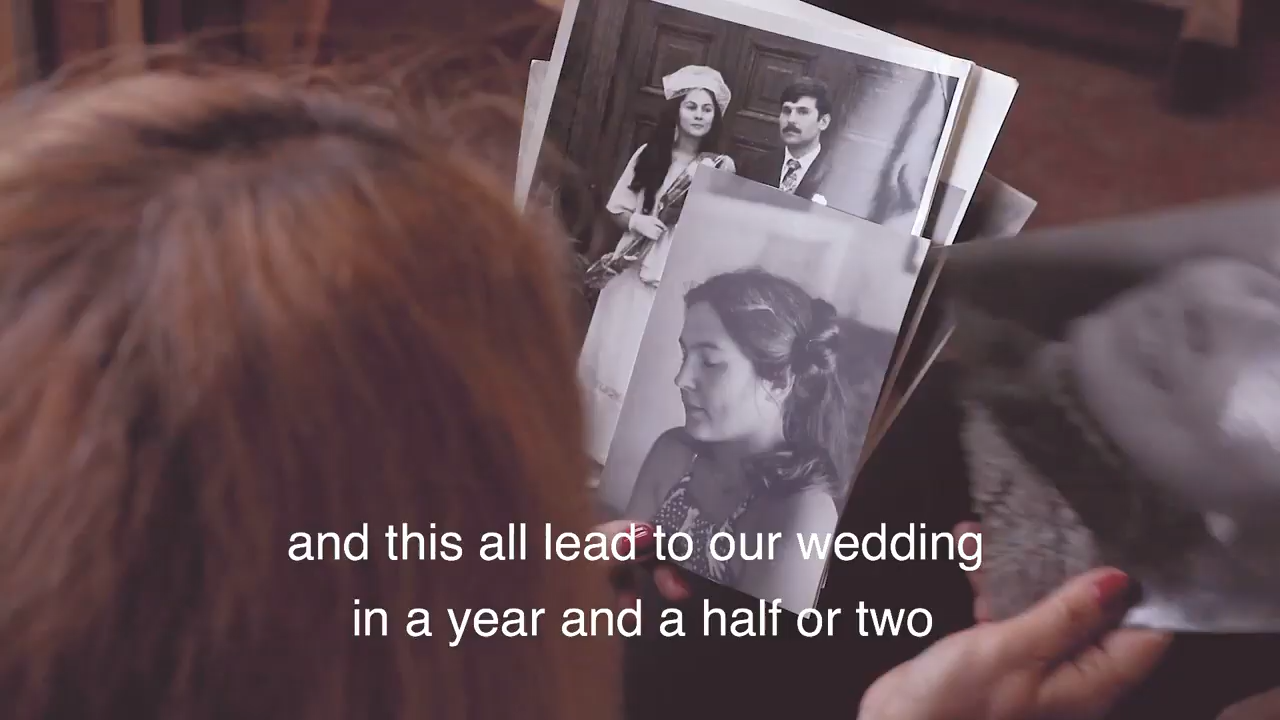 and this all lead to our wedding
in a year and a half or two